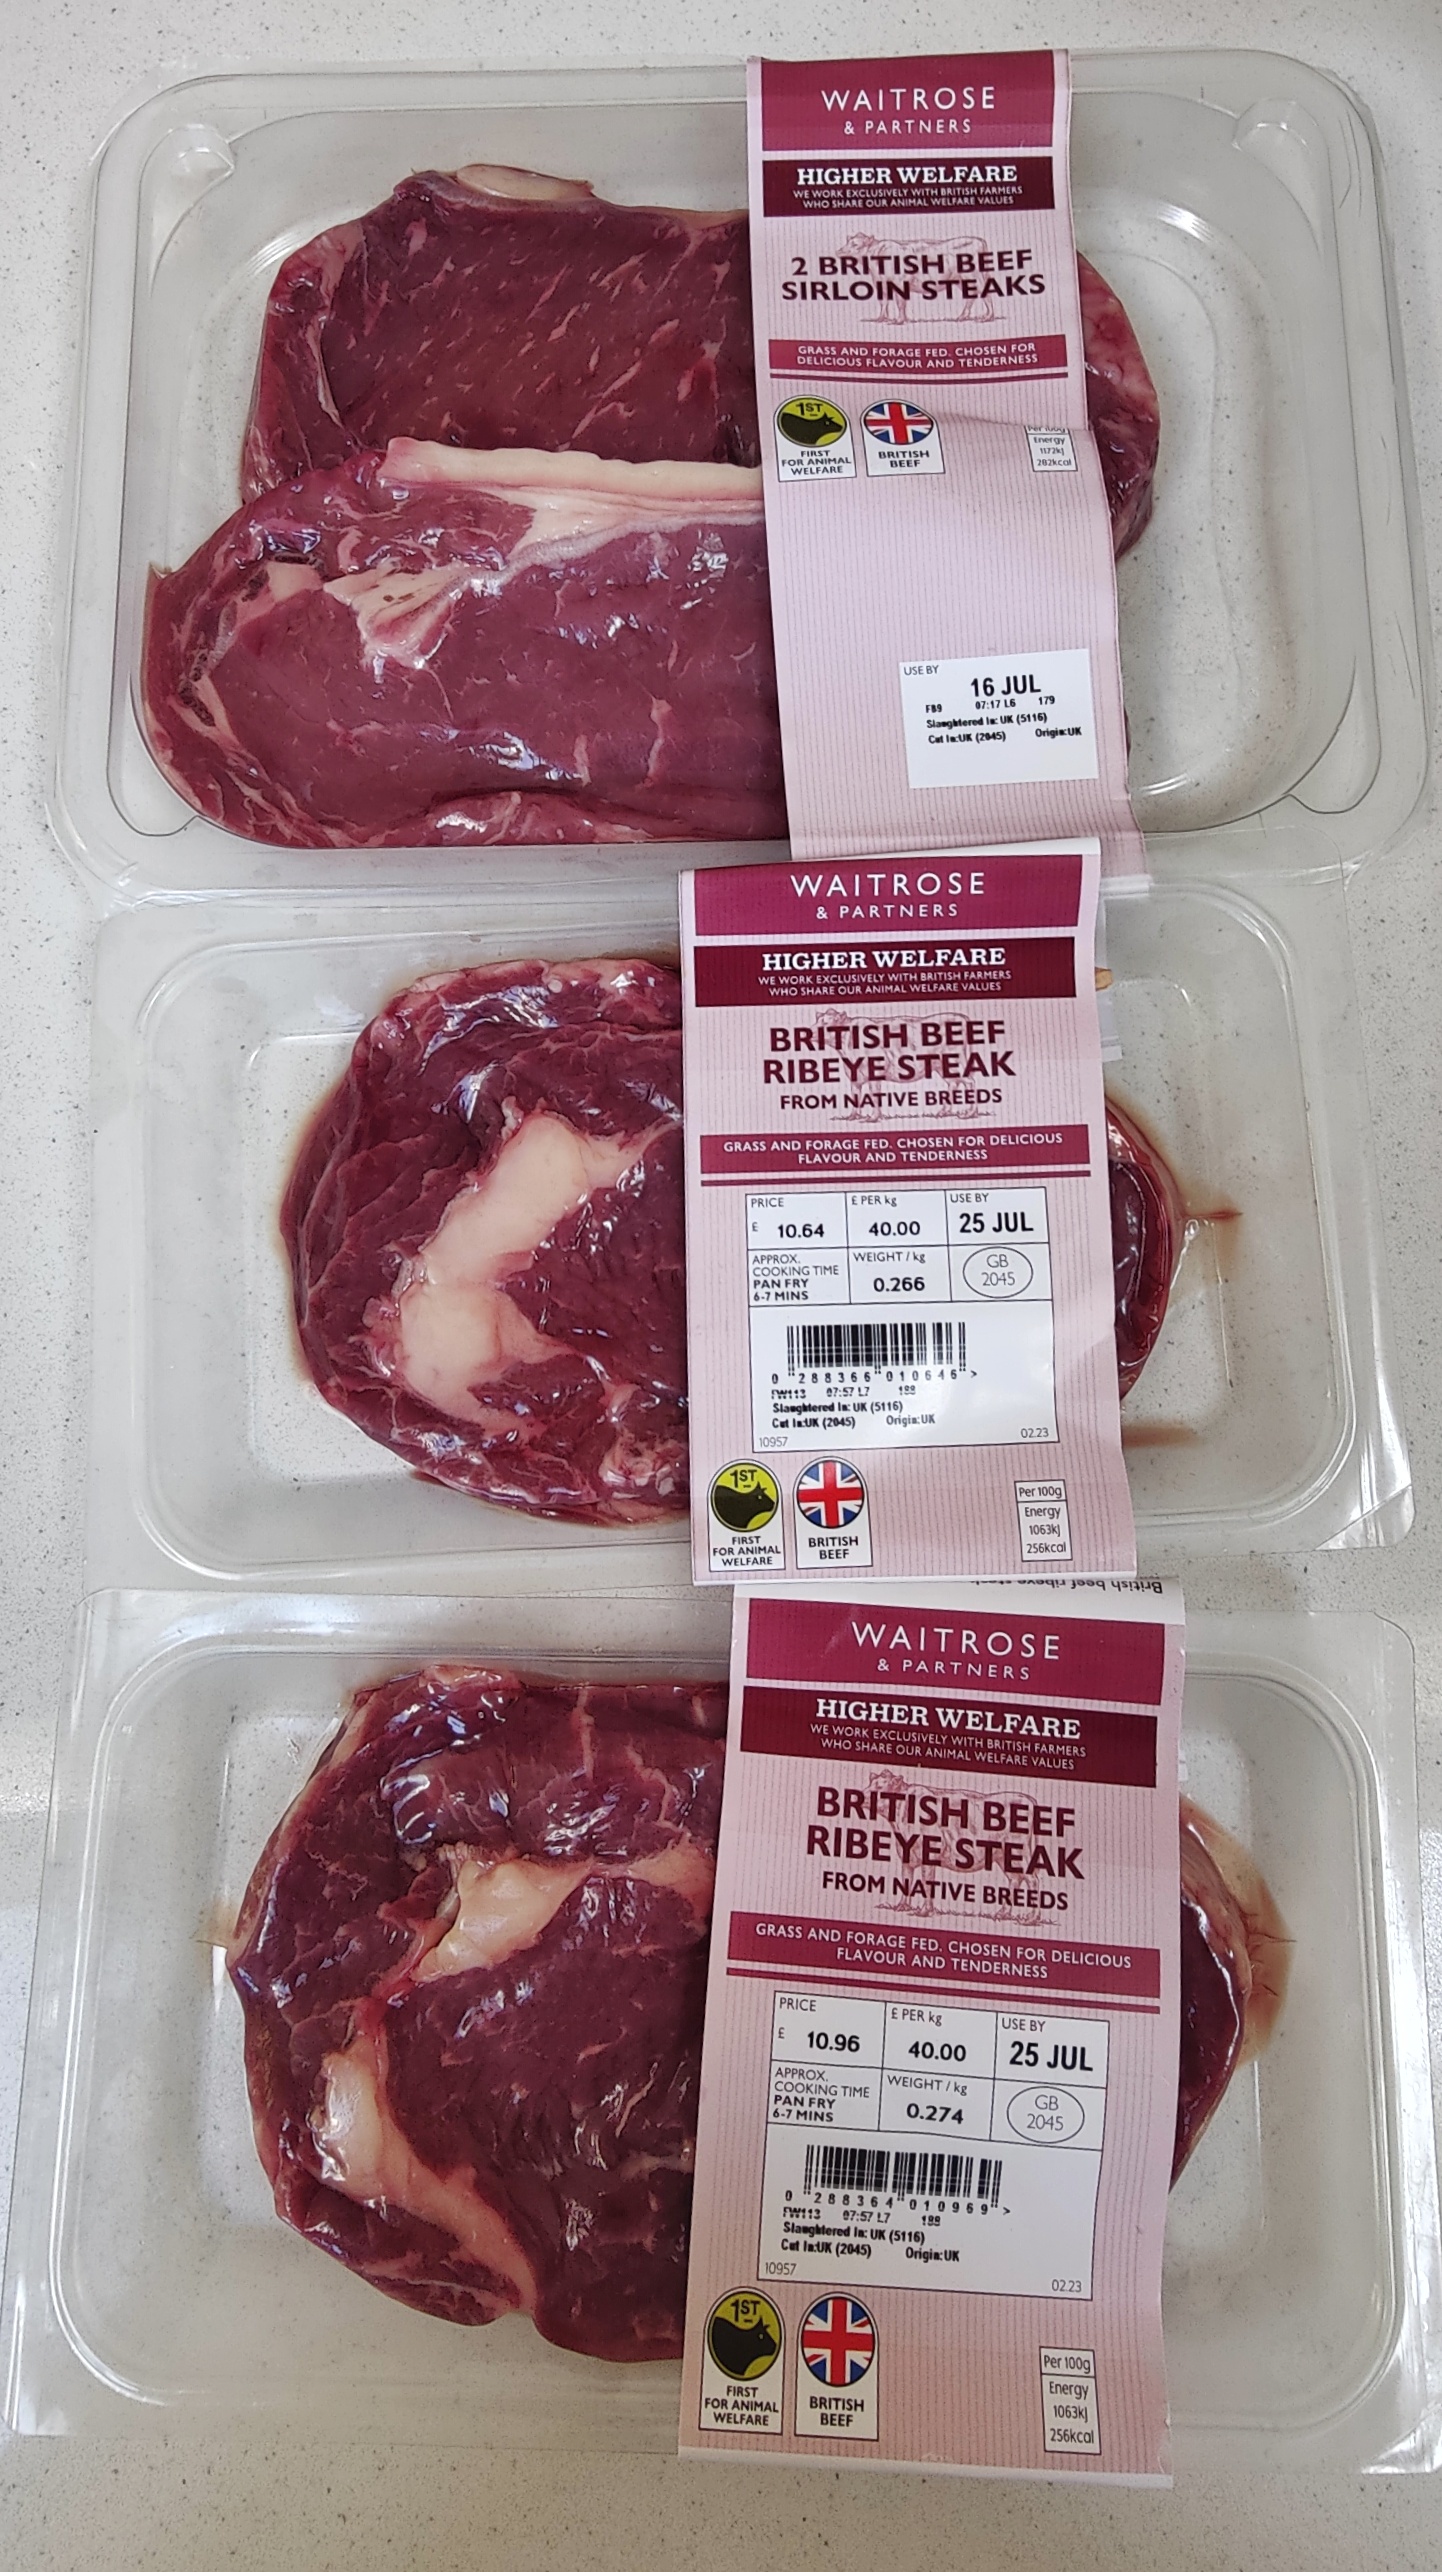 WAITROSE
& PARTNERS
HIGHER WELFARE
WE WORK EXCLUSIVELY WITH BRITISH FARMERS
WHO SHARE OUR ANIMAL WELFARE VALUES
2 BRITISH BEEF
SIRLOIN STEAKS
GRASS AND FORAGE FED. CHOSEN FOR
DELICIOUS FLAVOUR AND TENDERNESS
1ST
FIRST
FOR ANIMAL
WELFARE
BRITISH
BEEF
Per 100g
Energy
1172kJ
282kcal
USE BY
16 JUL
FB9 07:17 L6 179
Slaughtered In: UK (5116)
Cut In:UK (2045) Origin:UK
WAITROSE
& PARTNERS
HIGHER WELFARE
WE WORK EXCLUSIVELY WITH BRITISH FARMERS
WHO SHARE OUR ANIMAL WELFARE VALUES
BRITISH BEEF
RIBEYE STEAK
FROM NATIVE BREEDS
GRASS AND FORAGE FED. CHOSEN FOR DELICIOUS
FLAVOUR AND TENDERNESS
PRICE £ PER kg USE BY
£ 10.64 40.00 25 JUL
APPROX.
COOKING TIME
PAN FRY
6-7 MINS
WEIGHT / kg
0.266
GB
2045
0 288366 010646 >
FW113 07:57 L7 188
Slaughtered In: UK (5116)
Cut In:UK (2045) Origin:UK
10957 02.23
1ST
FIRST
FOR ANIMAL
WELFARE
BRITISH
BEEF
Per 100g
Energy
1063kJ
256kcal
British beef ribeye
WAITROSE
& PARTNERS
HIGHER WELFARE
WE WORK EXCLUSIVELY WITH BRITISH FARMERS
WHO SHARE OUR ANIMAL WELFARE VALUES
BRITISH BEEF
RIBEYE STEAK
FROM NATIVE BREEDS
GRASS AND FORAGE FED. CHOSEN FOR DELICIOUS
FLAVOUR AND TENDERNESS
PRICE £ PER kg USE BY
£ 10.96 40.00 25 JUL
APPROX.
COOKING TIME
PAN FRY
6-7 MINS
WEIGHT / kg
0.274
GB
2045
0 288364 010969 >
FW113 07:57 L7 188
Slaughtered In: UK (5116)
Cut In:UK (2045) Origin:UK
10957 02.23
1ST
FIRST
FOR ANIMAL
WELFARE
BRITISH
BEEF
Per 100g
Energy
1063kJ
256kcal